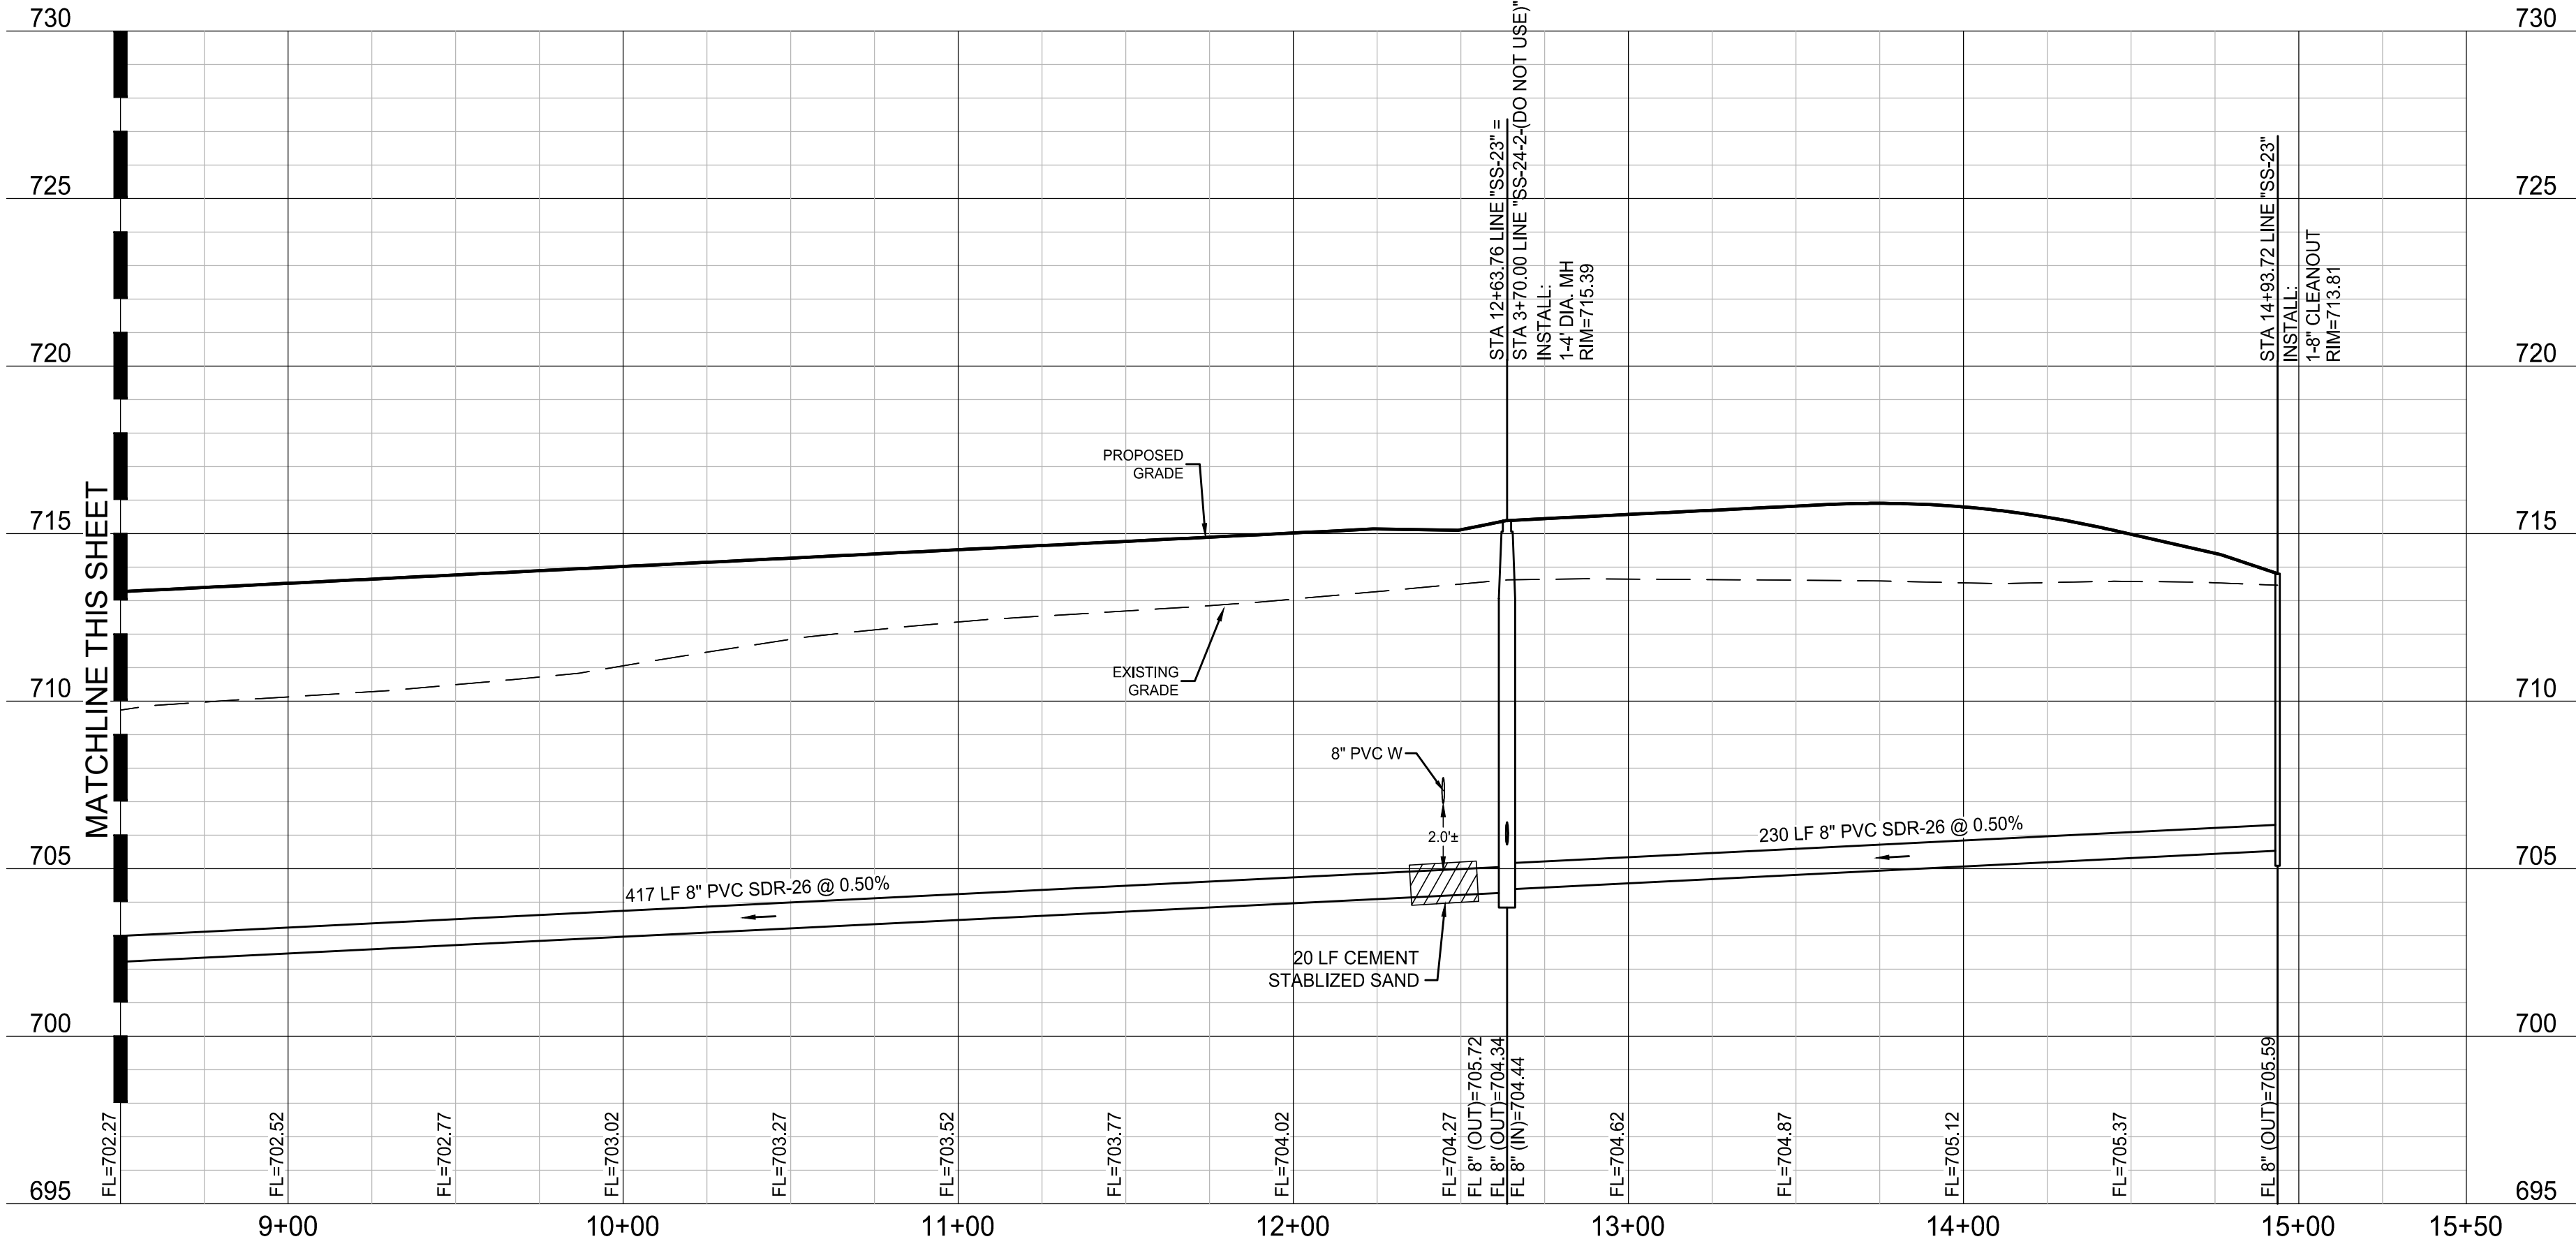 730
730
725
725
720
720
715
715
710
710
705
705
700
700
695
695
MATCHLINE THIS SHEET
STA 12+63.76 LINE "SS-23" =
STA 3+70.00 LINE "SS-24-2-(DO NOT USE)"
INSTALL:
1-4' DIA. MH
RIM=715.39
STA 14+93.72 LINE "SS-23"
INSTALL:
1-8" CLEANOUT
RIM=713.81
PROPOSED
GRADE
EXISTING
GRADE
8" PVC W
2.0'±
230 LF 8" PVC SDR-26 @ 0.50%
417 LF 8" PVC SDR-26 @ 0.50%
20 LF CEMENT
STABLIZED SAND
FL=702.27
FL=702.52
FL=702.77
FL=703.02
FL=703.27
FL=703.52
FL=703.77
FL=704.02
FL=704.27
FL 8" (OUT)=705.72
FL 8" (OUT)=704.34
FL 8" (IN)=704.44
FL=704.62
FL=704.87
FL=705.12
FL=705.37
FL 8" (OUT)=705.59
9+00
10+00
11+00
12+00
13+00
14+00
15+00
15+50